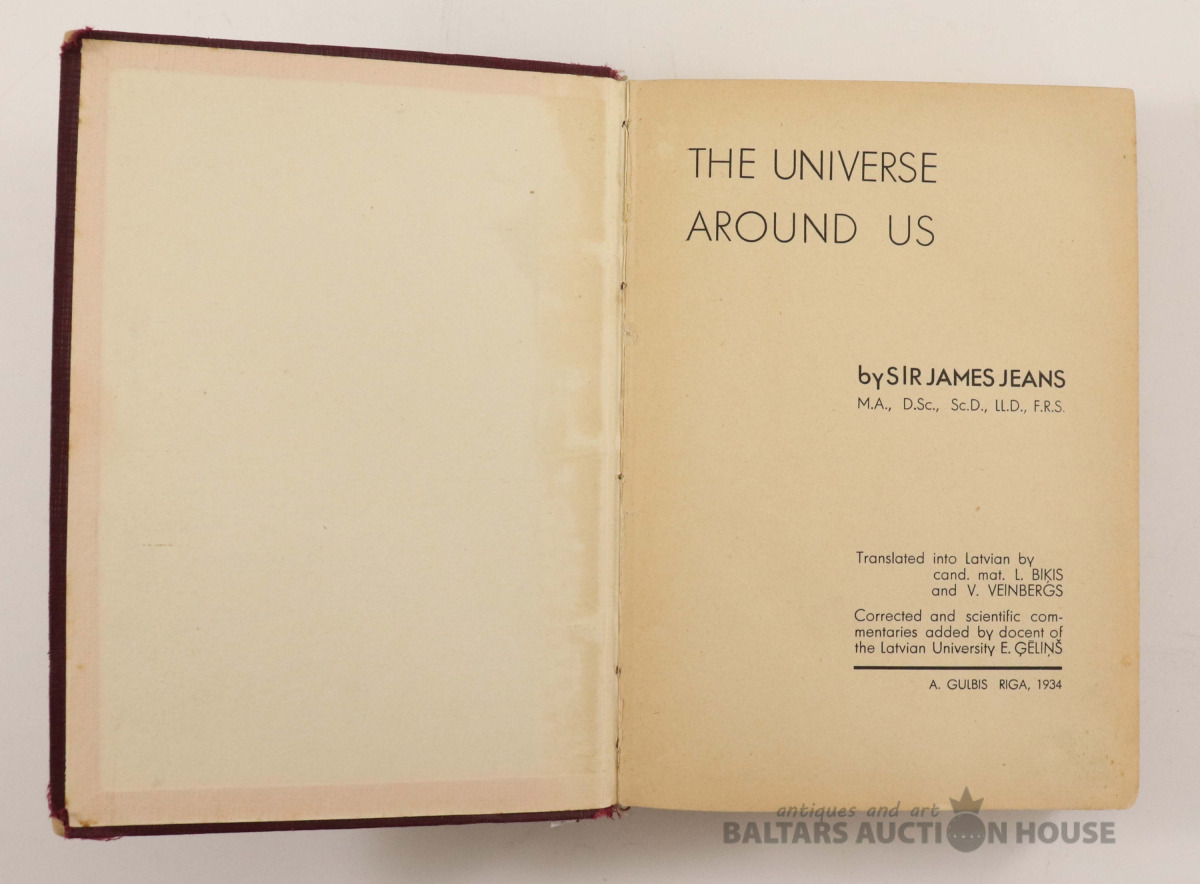 THE UNIVERSE
AROUND US
by SIR JAMES JEANS
M.A., D.Sc., Sc.D., LL.D., F.R.S.
Translated into Latvian by
cand. mat. L. BIĶIS
and V. VEINBERGS
Corrected and scientific com-
mentaries added by docent of
the Latvian University E. ĢĒLIŅŠ
A. GULBIS RIGA, 1934
antiques and art
BALTARS AUCTION HOUSE